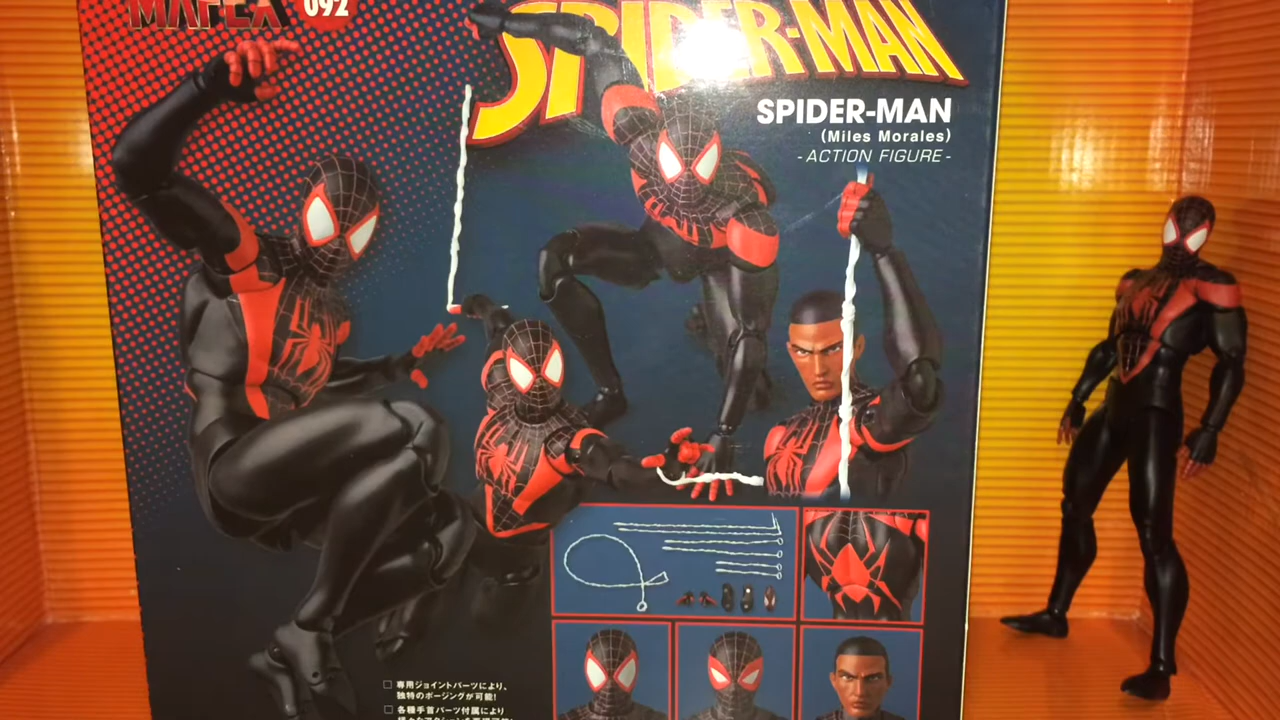 MAFEX
092
SPIDER-MAN
SPIDER-MAN
(Miles Morales)
-ACTION FIGURE-
□ 専用ジョイントパーツにより、
独特のポージングが可能!
□ 各種手首パーツ付属により